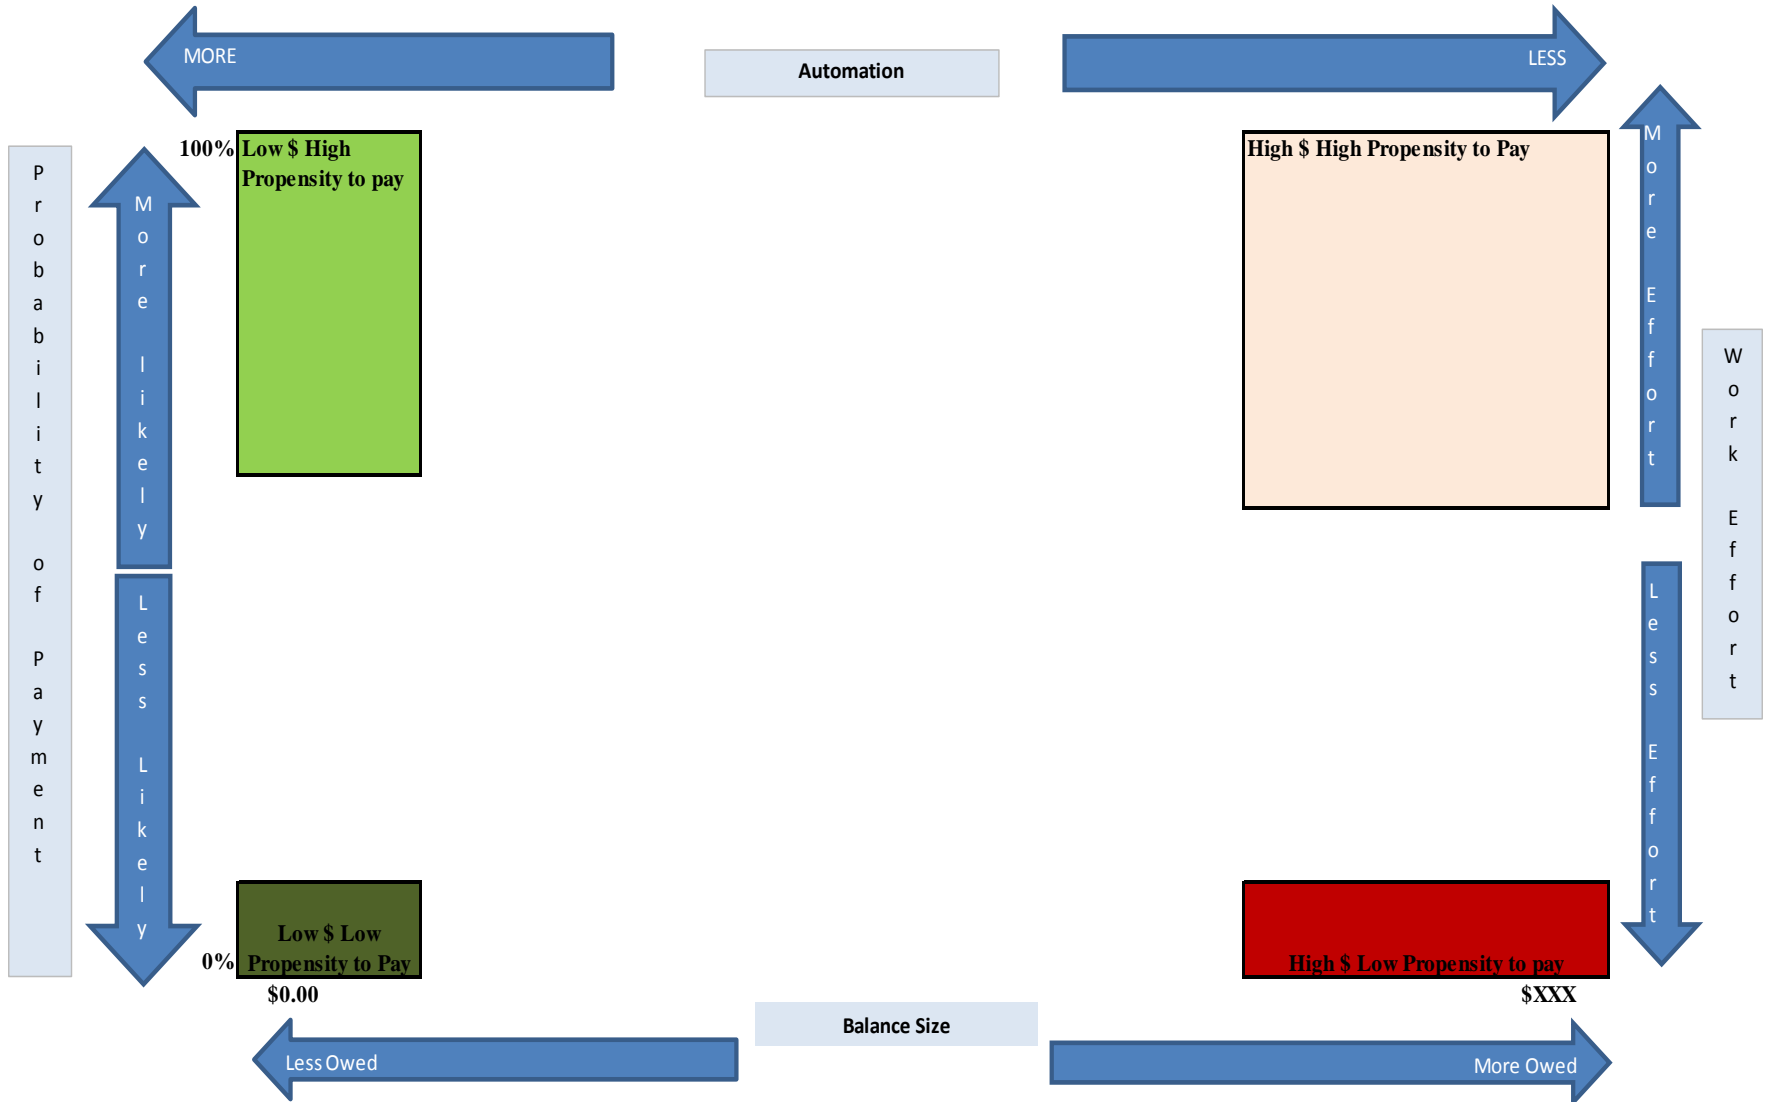 MORE
Automation
LESS
Probability of Payment
More likely
Less Likely
100%
Low $ High
Propensity to pay
High $ High Propensity to Pay
More Effort
Less Effort
Work Effort
Low $ Low
0%
Propensity to Pay
High $ Low Propensity to pay
$0.00
$XXX
Balance Size
Less Owed
More Owed